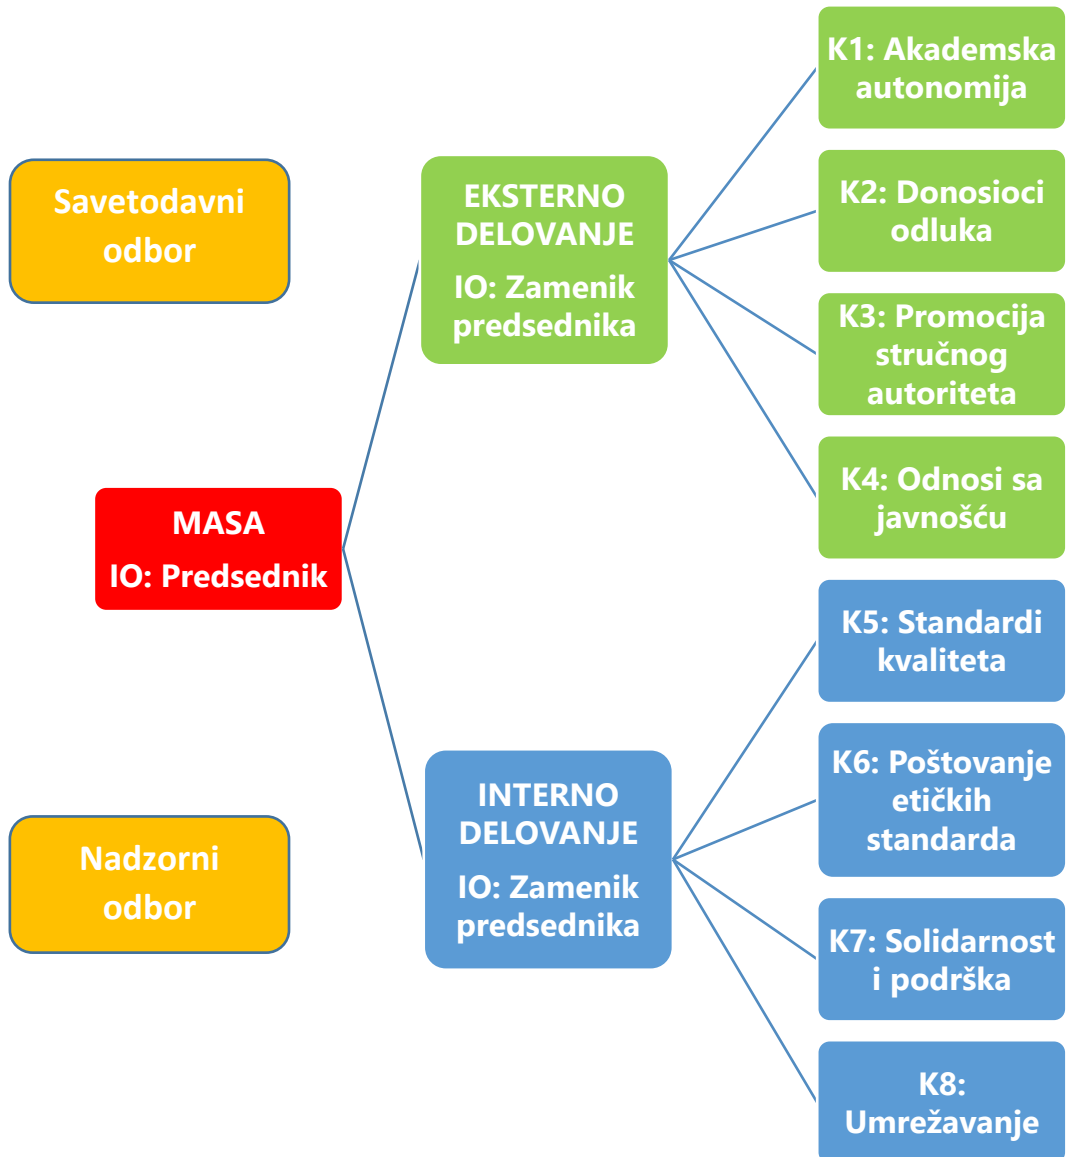 Savetodavni
odbor
MASA
IO: Predsednik
Nadzorni
odbor
EKSTERNO
DELOVANJE
IO: Zamenik
predsednika
INTERNO
DELOVANJE
IO: Zamenik
predsednika
K1: Akademska
autonomija
K2: Donosioci
odluka
K3: Promocija
stručnog
autoriteta
K4: Odnosi sa
javnošću
K5: Standardi
kvaliteta
K6: Poštovanje
etičkih
standarda
K7: Solidarnost
i podrška
K8:
Umrežavanje